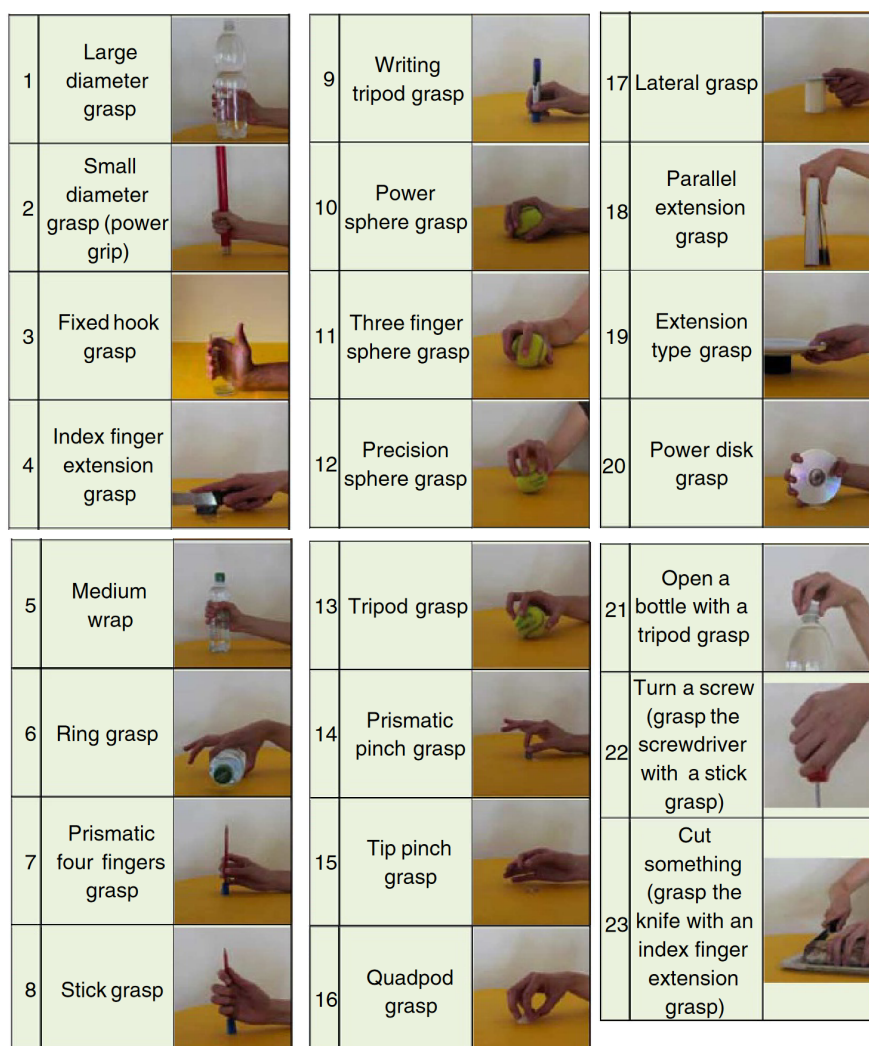 1
Large
diameter
grasp
2
Small
diameter
grasp (power
grip)
3
Fixed hook
grasp
4
Index finger
extension
grasp
5
Medium
wrap
6
Ring grasp
7
Prismatic
four fingers
grasp
8
Stick grasp
9
Writing
tripod grasp
10
Power
sphere grasp
11
Three finger
sphere grasp
12
Precision
sphere grasp
13
Tripod grasp
14
Prismatic
pinch grasp
15
Tip pinch
grasp
16
Quadpod
grasp
17
Lateral grasp
18
Parallel
extension
grasp
19
Extension
type grasp
20
Power disk
grasp
21
Open a
bottle with a
tripod grasp
22
Turn a screw
(grasp the
screwdriver
with a stick
grasp)
23
Cut
something
(grasp the
knife with an
index finger
extension
grasp)